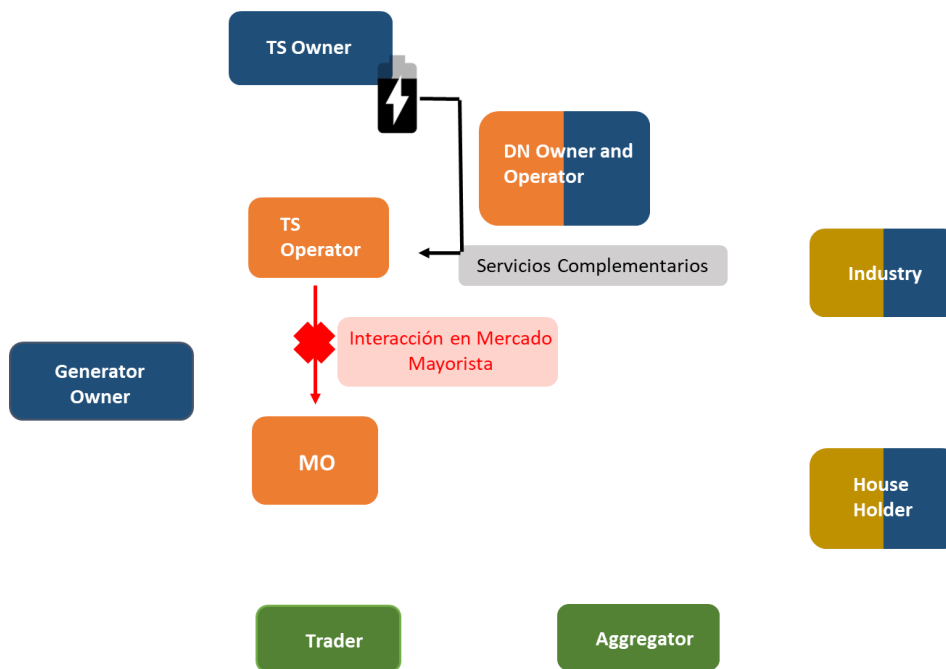 TS Owner
DN Owner and
Operator
TS
Operator
Servicios Complementarios
Industry
Interacción en Mercado
Mayorista
Generator
Owner
MO
House
Holder
Trader
Aggregator